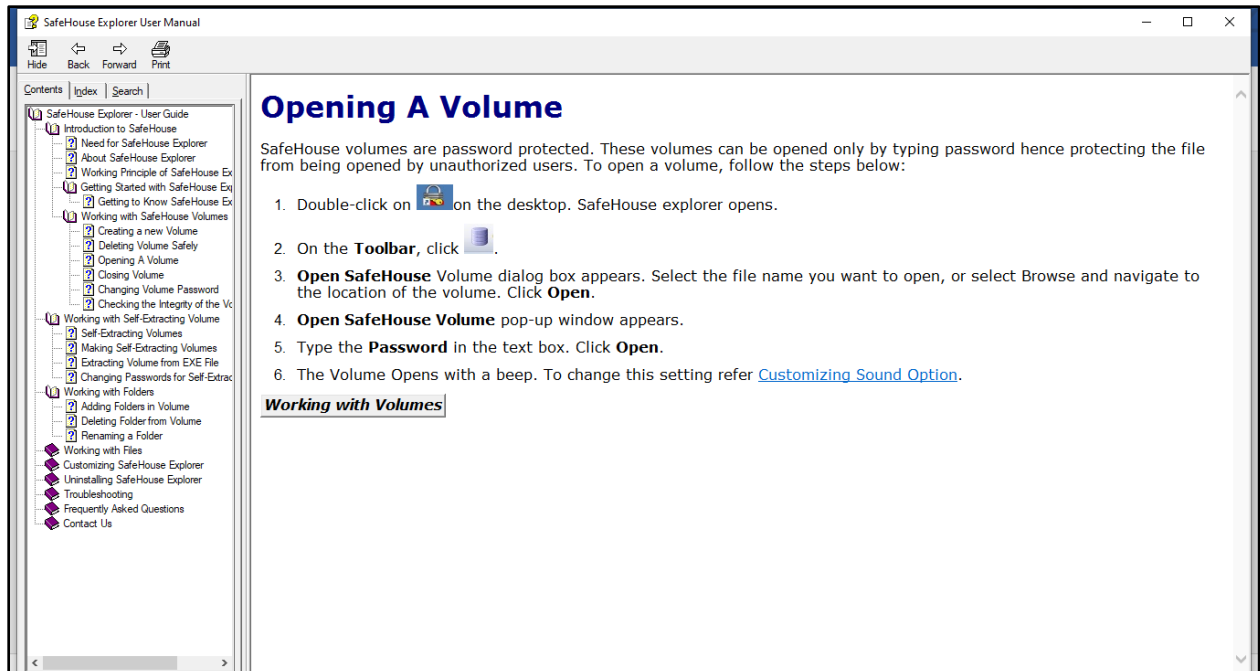 SafeHouse Explorer User Manual
Hide Back Forward Print
Contents Index Search
SafeHouse Explorer - User Guide
Introduction to SafeHouse
Need for SafeHouse Explorer
About SafeHouse Explorer
Working Principle of SafeHouse Ex
Getting Started with SafeHouse Exp
Getting to Know SafeHouse Ex
Working with SafeHouse Volumes
Creating a new Volume
Deleting Volume Safely
Opening A Volume
Closing Volume
Changing Volume Password
Checking the Integrity of the Vo
Working with Self-Extracting Volume
Self-Extracting Volumes
Making Self-Extracting Volumes
Extracting Volume from EXE File
Changing Passwords for Self-Extrac
Working with Folders
Adding Folders in Volume
Deleting Folder from Volume
Renaming a Folder
Working with Files
Customizing SafeHouse Explorer
Uninstalling SafeHouse Explorer
Troubleshooting
Frequently Asked Questions
Contact Us
Opening A Volume
SafeHouse volumes are password protected. These volumes can be opened only by typing password hence protecting the file
from being opened by unauthorized users. To open a volume, follow the steps below:
1. Double-click on on the desktop. SafeHouse explorer opens.
2. On the Toolbar, click .
3. Open SafeHouse Volume dialog box appears. Select the file name you want to open, or select Browse and navigate to
the location of the volume. Click Open.
4. Open SafeHouse Volume pop-up window appears.
5. Type the Password in the text box. Click Open.
6. The Volume Opens with a beep. To change this setting refer Customizing Sound Option.
Working with Volumes